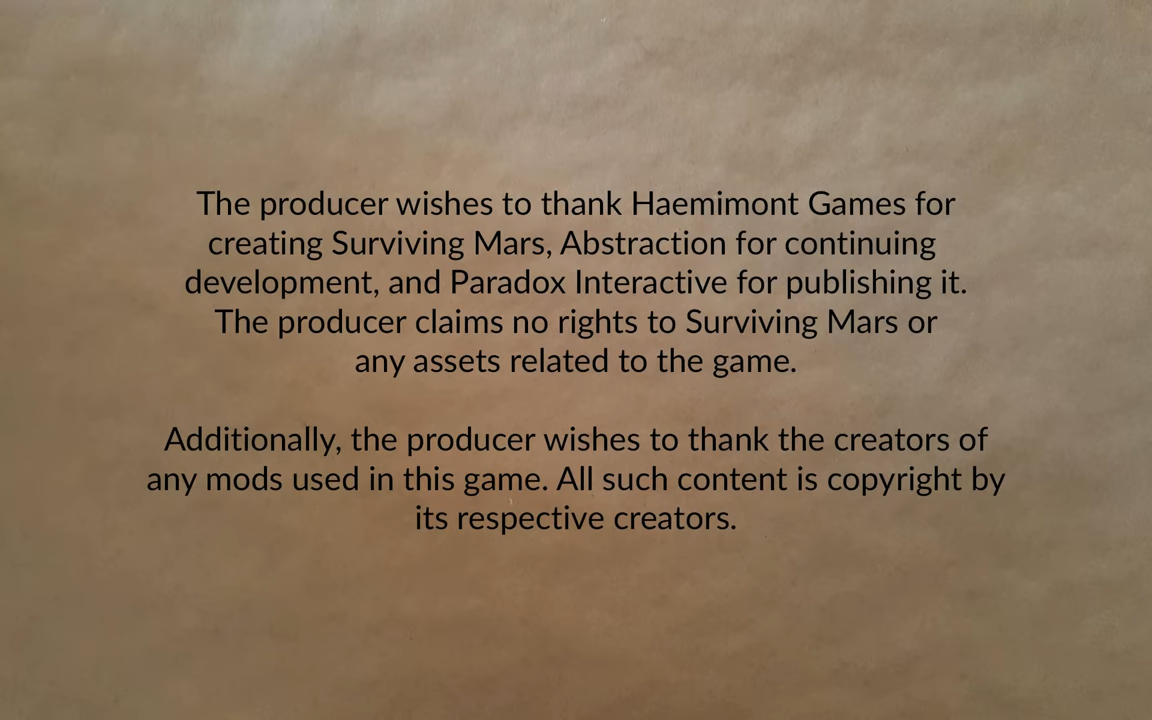 The producer wishes to thank Haemimont Games for
creating Surviving Mars, Abstraction for continuing
development, and Paradox Interactive for publishing it.
The producer claims no rights to Surviving Mars or
any assets related to the game.
Additionally, the producer wishes to thank the creators of
any mods used in this game. All such content is copyright by
its respective creators.